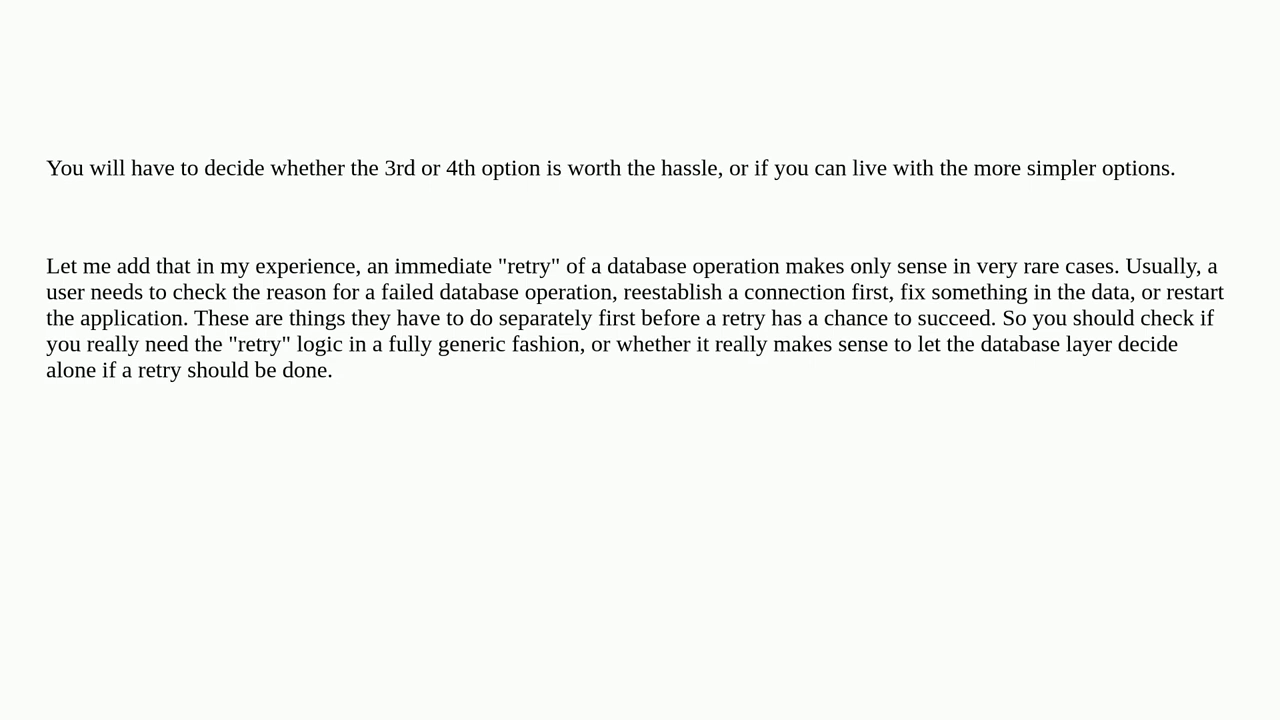 You will have to decide whether the 3rd or 4th option is worth the hassle, or if you can live with the more simpler options.
Let me add that in my experience, an immediate "retry" of a database operation makes only sense in very rare cases. Usually, a
user needs to check the reason for a failed database operation, reestablish a connection first, fix something in the data, or restart
the application. These are things they have to do separately first before a retry has a chance to succeed. So you should check if
you really need the "retry" logic in a fully generic fashion, or whether it really makes sense to let the database layer decide
alone if a retry should be done.